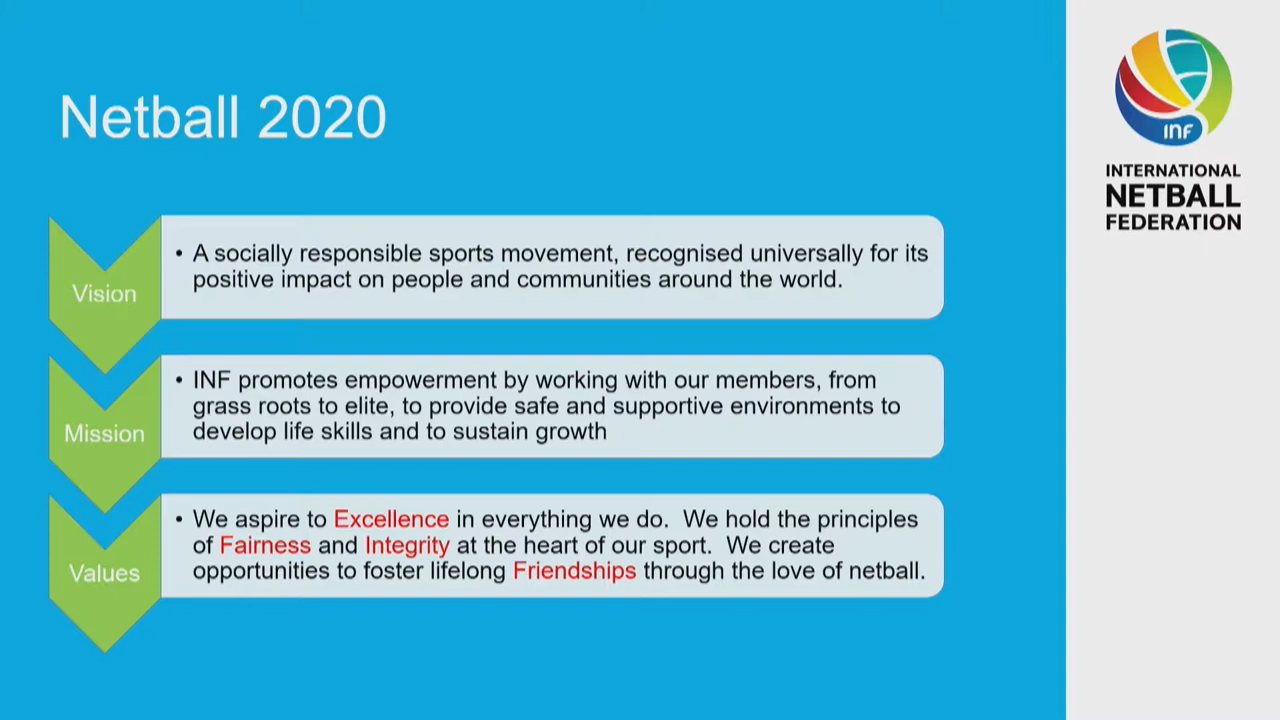 Netball 2020
Vision
• A socially responsible sports movement, recognised universally for its
positive impact on people and communities around the world.
Mission
• INF promotes empowerment by working with our members, from
grass roots to elite, to provide safe and supportive environments to
develop life skills and to sustain growth
Values
• We aspire to Excellence in everything we do.  We hold the principles
of Fairness and Integrity at the heart of our sport.  We create
opportunities to foster lifelong Friendships through the love of netball.
INF
INTERNATIONAL
NETBALL
FEDERATION